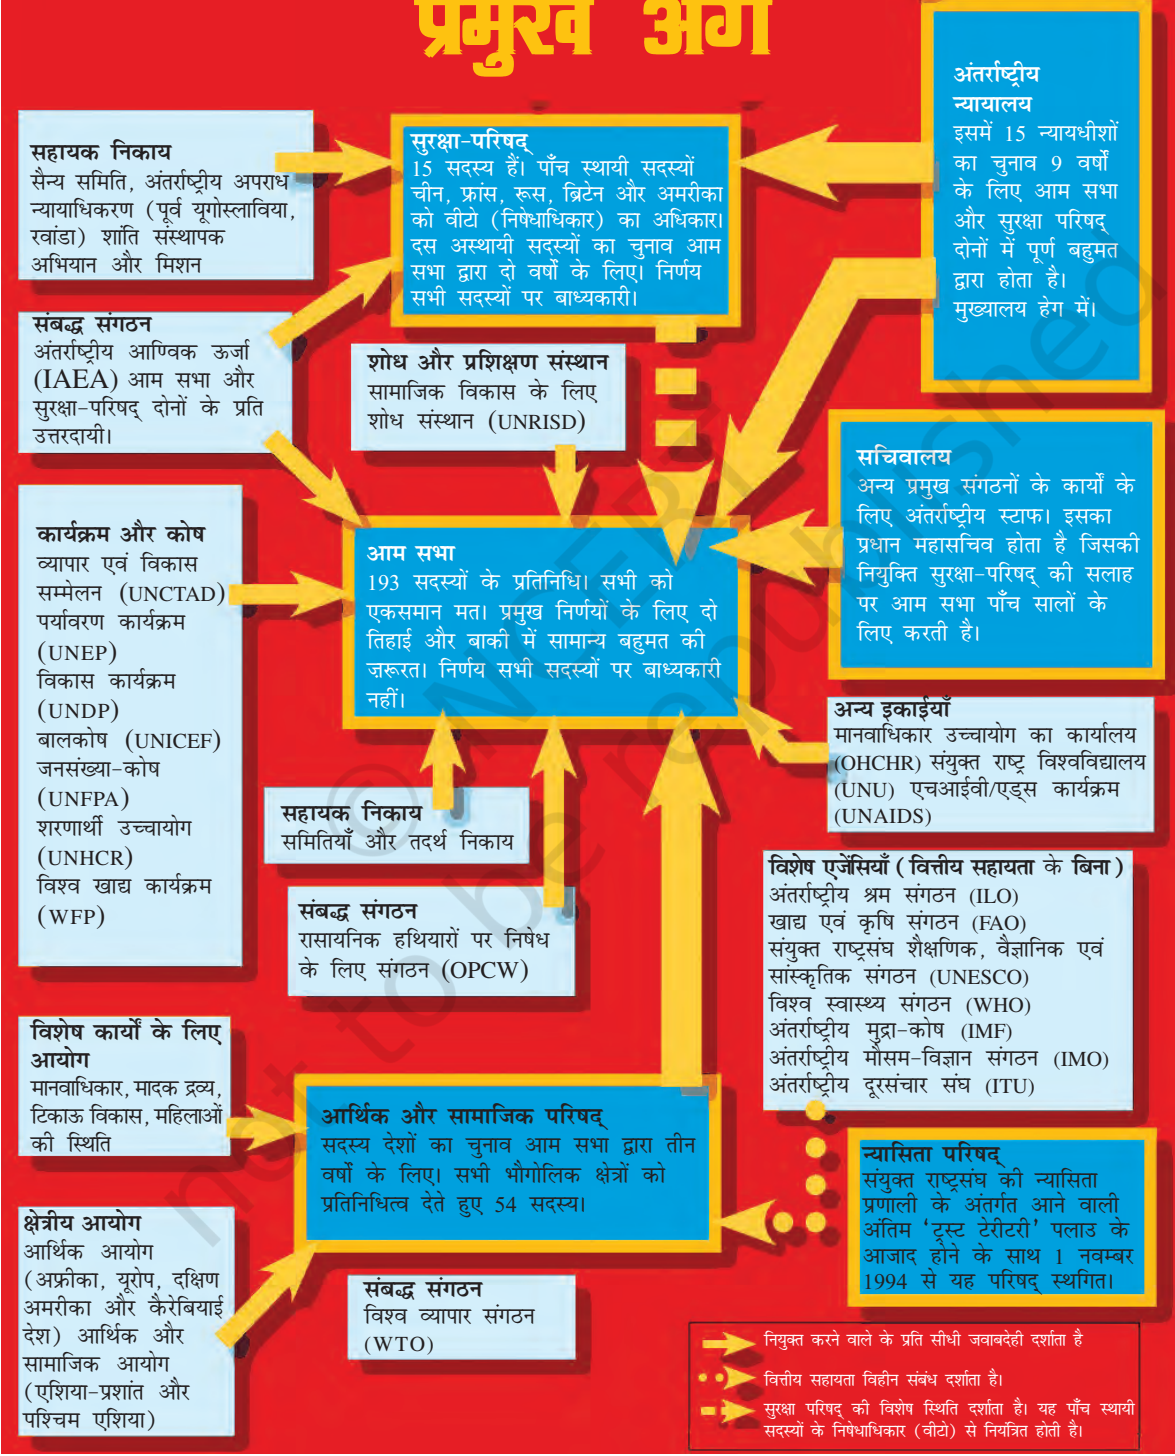 प्रमुख अंग
सहायक निकाय
सैन्य समिति, अंतर्राष्ट्रीय अपराध
न्यायाधिकरण (पूर्व यूगोस्लाविया,
रवांडा) शांति संस्थापक
अभियान और मिशन
सुरक्षा-परिषद्
15 सदस्य हैं। पाँच स्थायी सदस्यों
चीन, फ्रांस, रूस, ब्रिटेन और अमरीका
को वीटो (निषेधाधिकार) का अधिकार।
दस अस्थायी सदस्यों का चुनाव आम
सभा द्वारा दो वर्षों के लिए। निर्णय
सभी सदस्यों पर बाध्यकारी।
अंतर्राष्ट्रीय
न्यायालय
इसमें 15 न्यायधीशों
का चुनाव 9 वर्षों
के लिए आम सभा
और सुरक्षा परिषद्
दोनों में पूर्ण बहुमत
द्वारा होता है।
मुख्यालय हेग में।
संबद्ध संगठन
अंतर्राष्ट्रीय आण्विक ऊर्जा
(IAEA) आम सभा और
सुरक्षा-परिषद् दोनों के प्रति
उत्तरदायी।
शोध और प्रशिक्षण संस्थान
सामाजिक विकास के लिए
शोध संस्थान (UNRISD)
सचिवालय
अन्य प्रमुख संगठनों के कार्यों के
लिए अंतर्राष्ट्रीय स्टाफ। इसका
प्रधान महासचिव होता है जिसकी
नियुक्ति सुरक्षा-परिषद् की सलाह
पर आम सभा पाँच सालों के
लिए करती है।
कार्यक्रम और कोष
व्यापार एवं विकास
सम्मेलन (UNCTAD)
पर्यावरण कार्यक्रम
(UNEP)
विकास कार्यक्रम
(UNDP)
बालकोष (UNICEF)
जनसंख्या-कोष
(UNFPA)
शरणार्थी उच्चायोग
(UNHCR)
विश्व खाद्य कार्यक्रम
(WFP)
आम सभा
193 सदस्यों के प्रतिनिधि। सभी को
एकसमान मत। प्रमुख निर्णयों के लिए दो
तिहाई और बाकी में सामान्य बहुमत की
ज़रूरत। निर्णय सभी सदस्यों पर बाध्यकारी
नहीं।
अन्य इकाईयाँ
मानवाधिकार उच्चायोग का कार्यालय
(OHCHR) संयुक्त राष्ट्र विश्वविद्यालय
(UNU) एचआईवी/एड्स कार्यक्रम
(UNAIDS)
सहायक निकाय
समितियाँ और तदर्थ निकाय
संबद्ध संगठन
रासायनिक हथियारों पर निषेध
के लिए संगठन (OPCW)
विशेष एजेंसियाँ (वित्तीय सहायता के बिना)
अंतर्राष्ट्रीय श्रम संगठन (ILO)
खाद्य एवं कृषि संगठन (FAO)
संयुक्त राष्ट्रसंघ शैक्षणिक, वैज्ञानिक एवं
सांस्कृतिक संगठन (UNESCO)
विश्व स्वास्थ्य संगठन (WHO)
अंतर्राष्ट्रीय मुद्रा-कोष (IMF)
अंतर्राष्ट्रीय मौसम-विज्ञान संगठन (IMO)
अंतर्राष्ट्रीय दूरसंचार संघ (ITU)
विशेष कार्यों के लिए
आयोग
मानवाधिकार, मादक द्रव्य,
टिकाऊ विकास, महिलाओं
की स्थिति
आर्थिक और सामाजिक परिषद्
सदस्य देशों का चुनाव आम सभा द्वारा तीन
वर्षों के लिए। सभी भौगोलिक क्षेत्रों को
प्रतिनिधित्व देते हुए 54 सदस्य।
न्यासिता परिषद्
संयुक्त राष्ट्रसंघ की न्यासिता
प्रणाली के अंतर्गत आने वाली
अंतिम ‘ट्रस्ट टेरीटरी’ पलाउ के
आजाद होने के साथ 1 नवम्बर
1994 से यह परिषद् स्थगित।
क्षेत्रीय आयोग
आर्थिक आयोग
(अफ्रीका, यूरोप, दक्षिण
अमरीका और कैरेबियाई
देश) आर्थिक और
सामाजिक आयोग
(एशिया-प्रशांत और
पश्चिम एशिया)
संबद्ध संगठन
विश्व व्यापार संगठन
(WTO)
नियुक्त करने वाले के प्रति सीधी जवाबदेही दर्शाता है
वित्तीय सहायता विहीन संबंध दर्शाता है।
सुरक्षा परिषद् की विशेष स्थिति दर्शाता है। यह पाँच स्थायी
सदस्यों के निषेधाधिकार (वीटो) से नियंत्रित होती है।
© NCERT
not to be republished